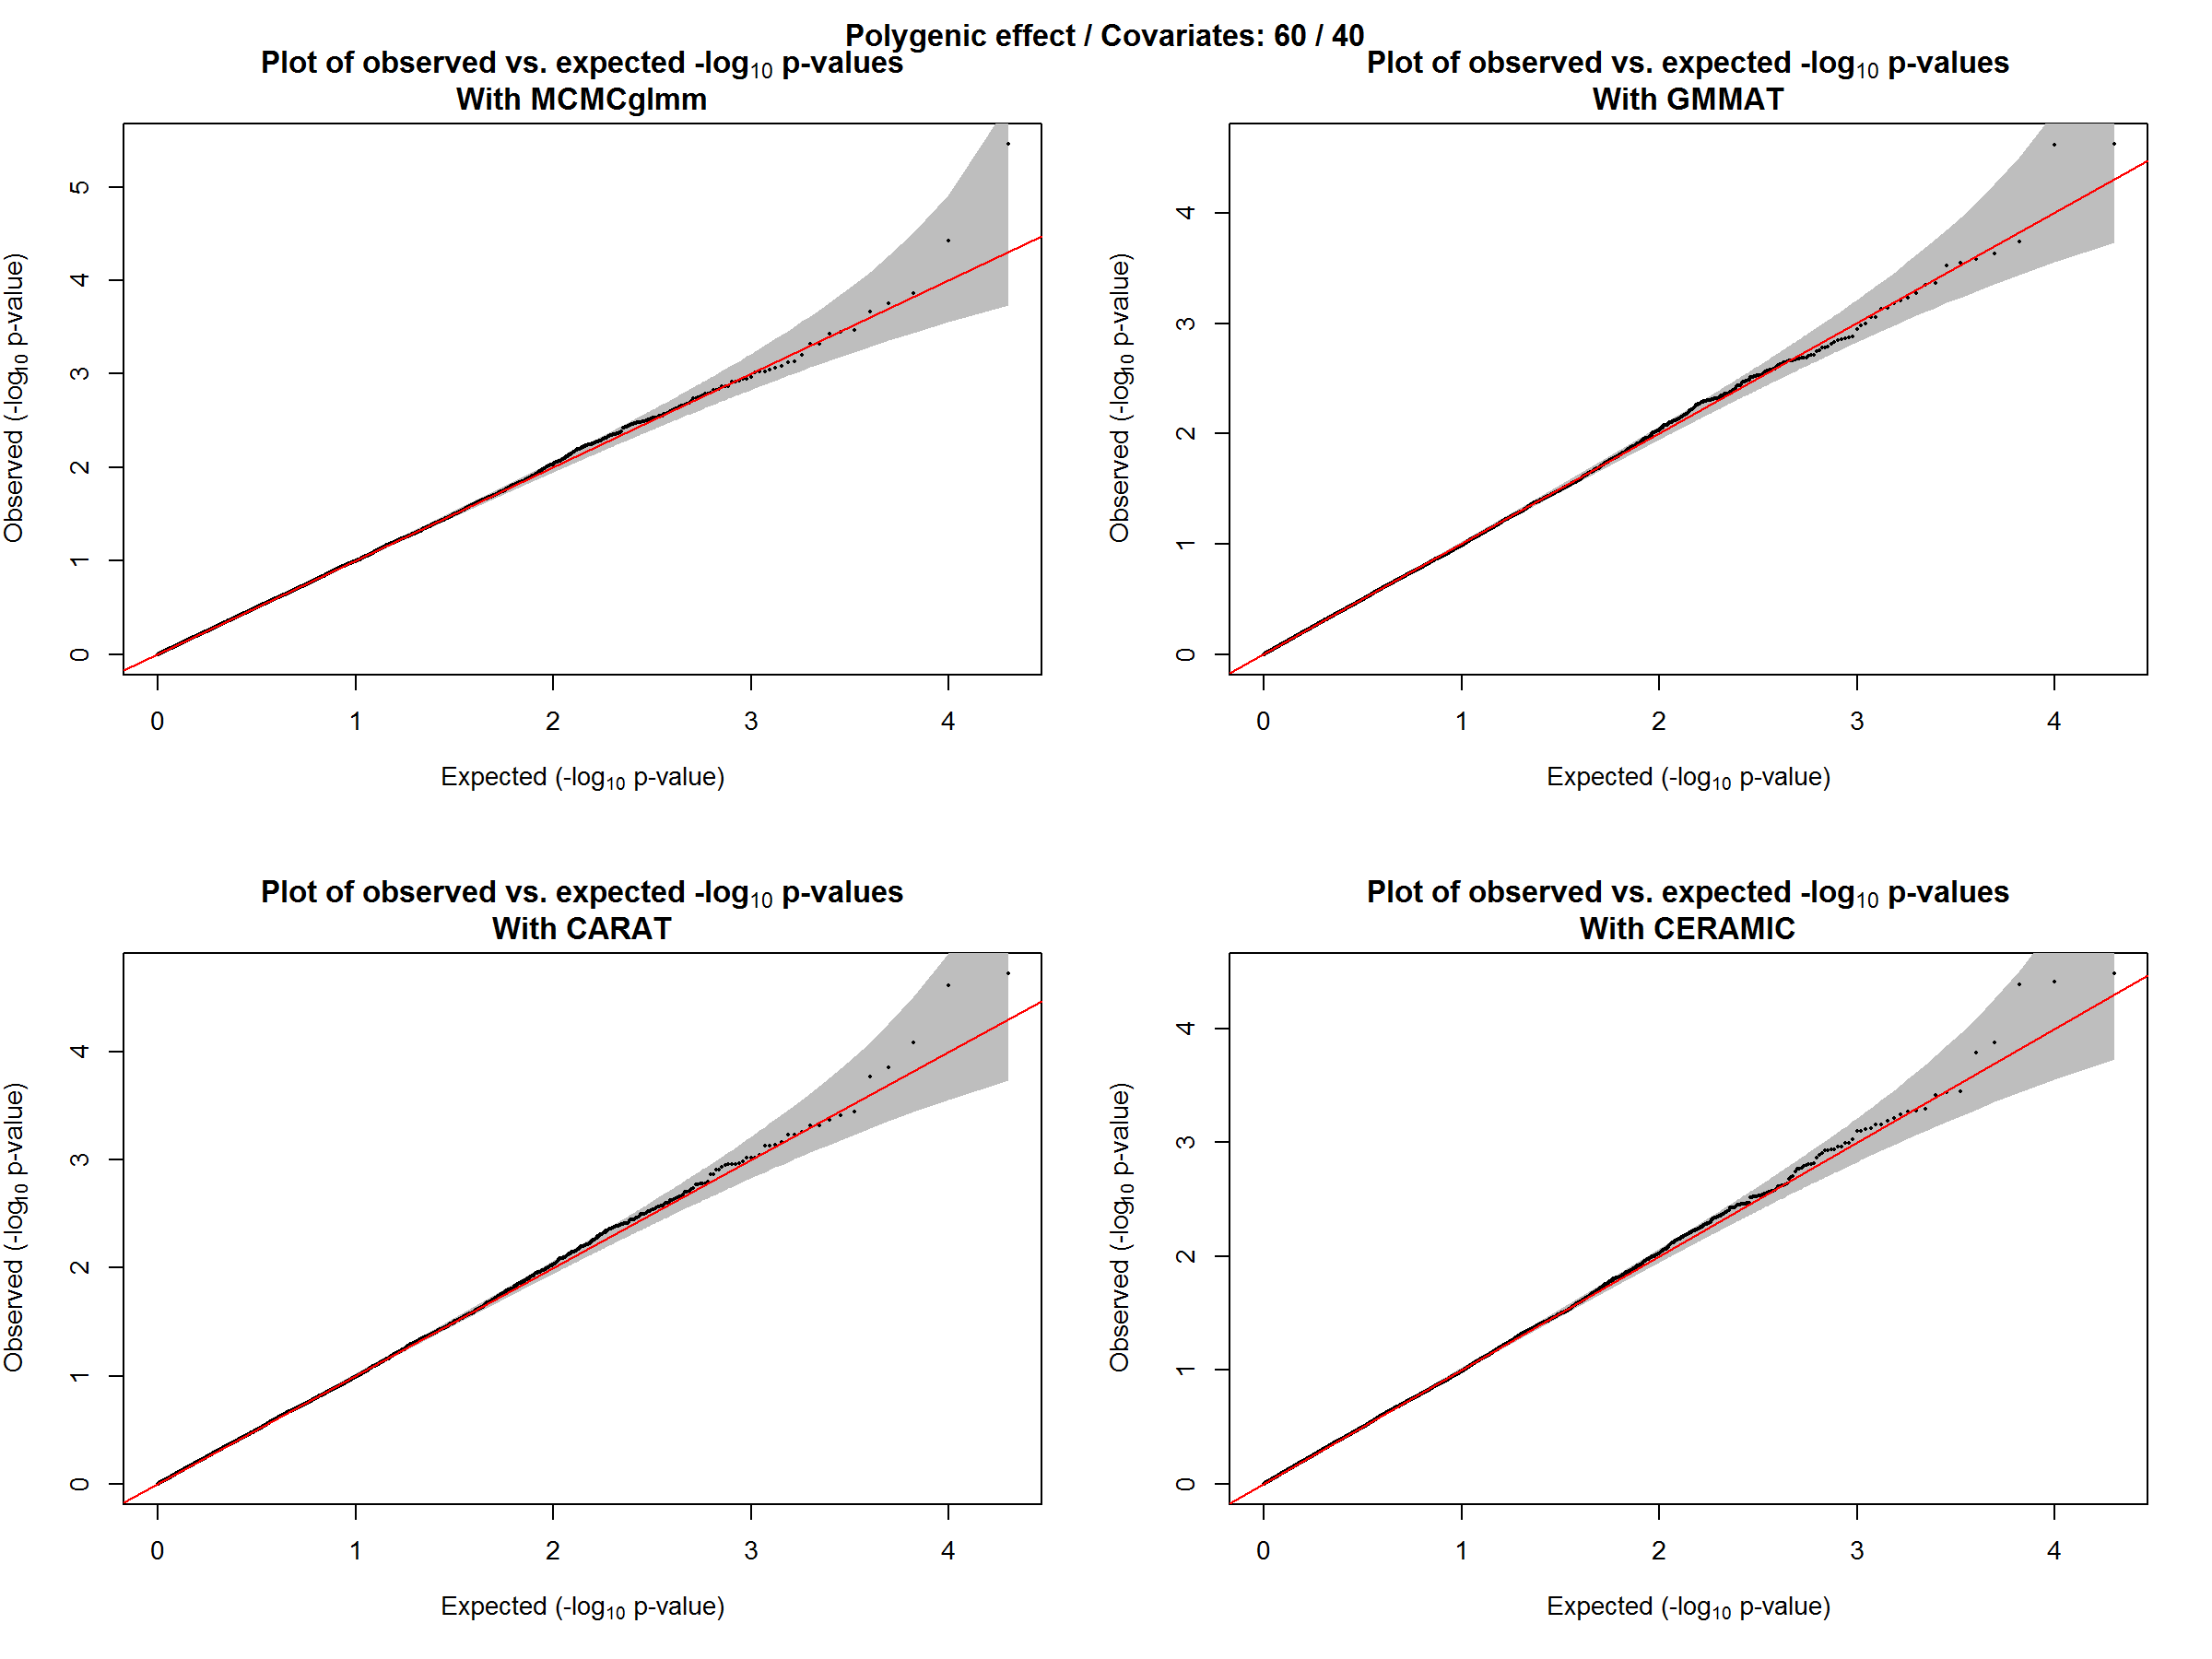 Polygenic effect / Covariates: 60 / 40
Plot of observed vs. expected -log10 p-values
With MCMCglmm
Observed (-log10 p-value)
5
4
3
2
1
0
0 1 2 3 4
Expected (-log10 p-value)
Plot of observed vs. expected -log10 p-values
With GMMAT
Observed (-log10 p-value)
4
3
2
1
0
0 1 2 3 4
Expected (-log10 p-value)
Plot of observed vs. expected -log10 p-values
With CARAT
Observed (-log10 p-value)
4
3
2
1
0
0 1 2 3 4
Expected (-log10 p-value)
Plot of observed vs. expected -log10 p-values
With CERAMIC
Observed (-log10 p-value)
4
3
2
1
0
0 1 2 3 4
Expected (-log10 p-value)